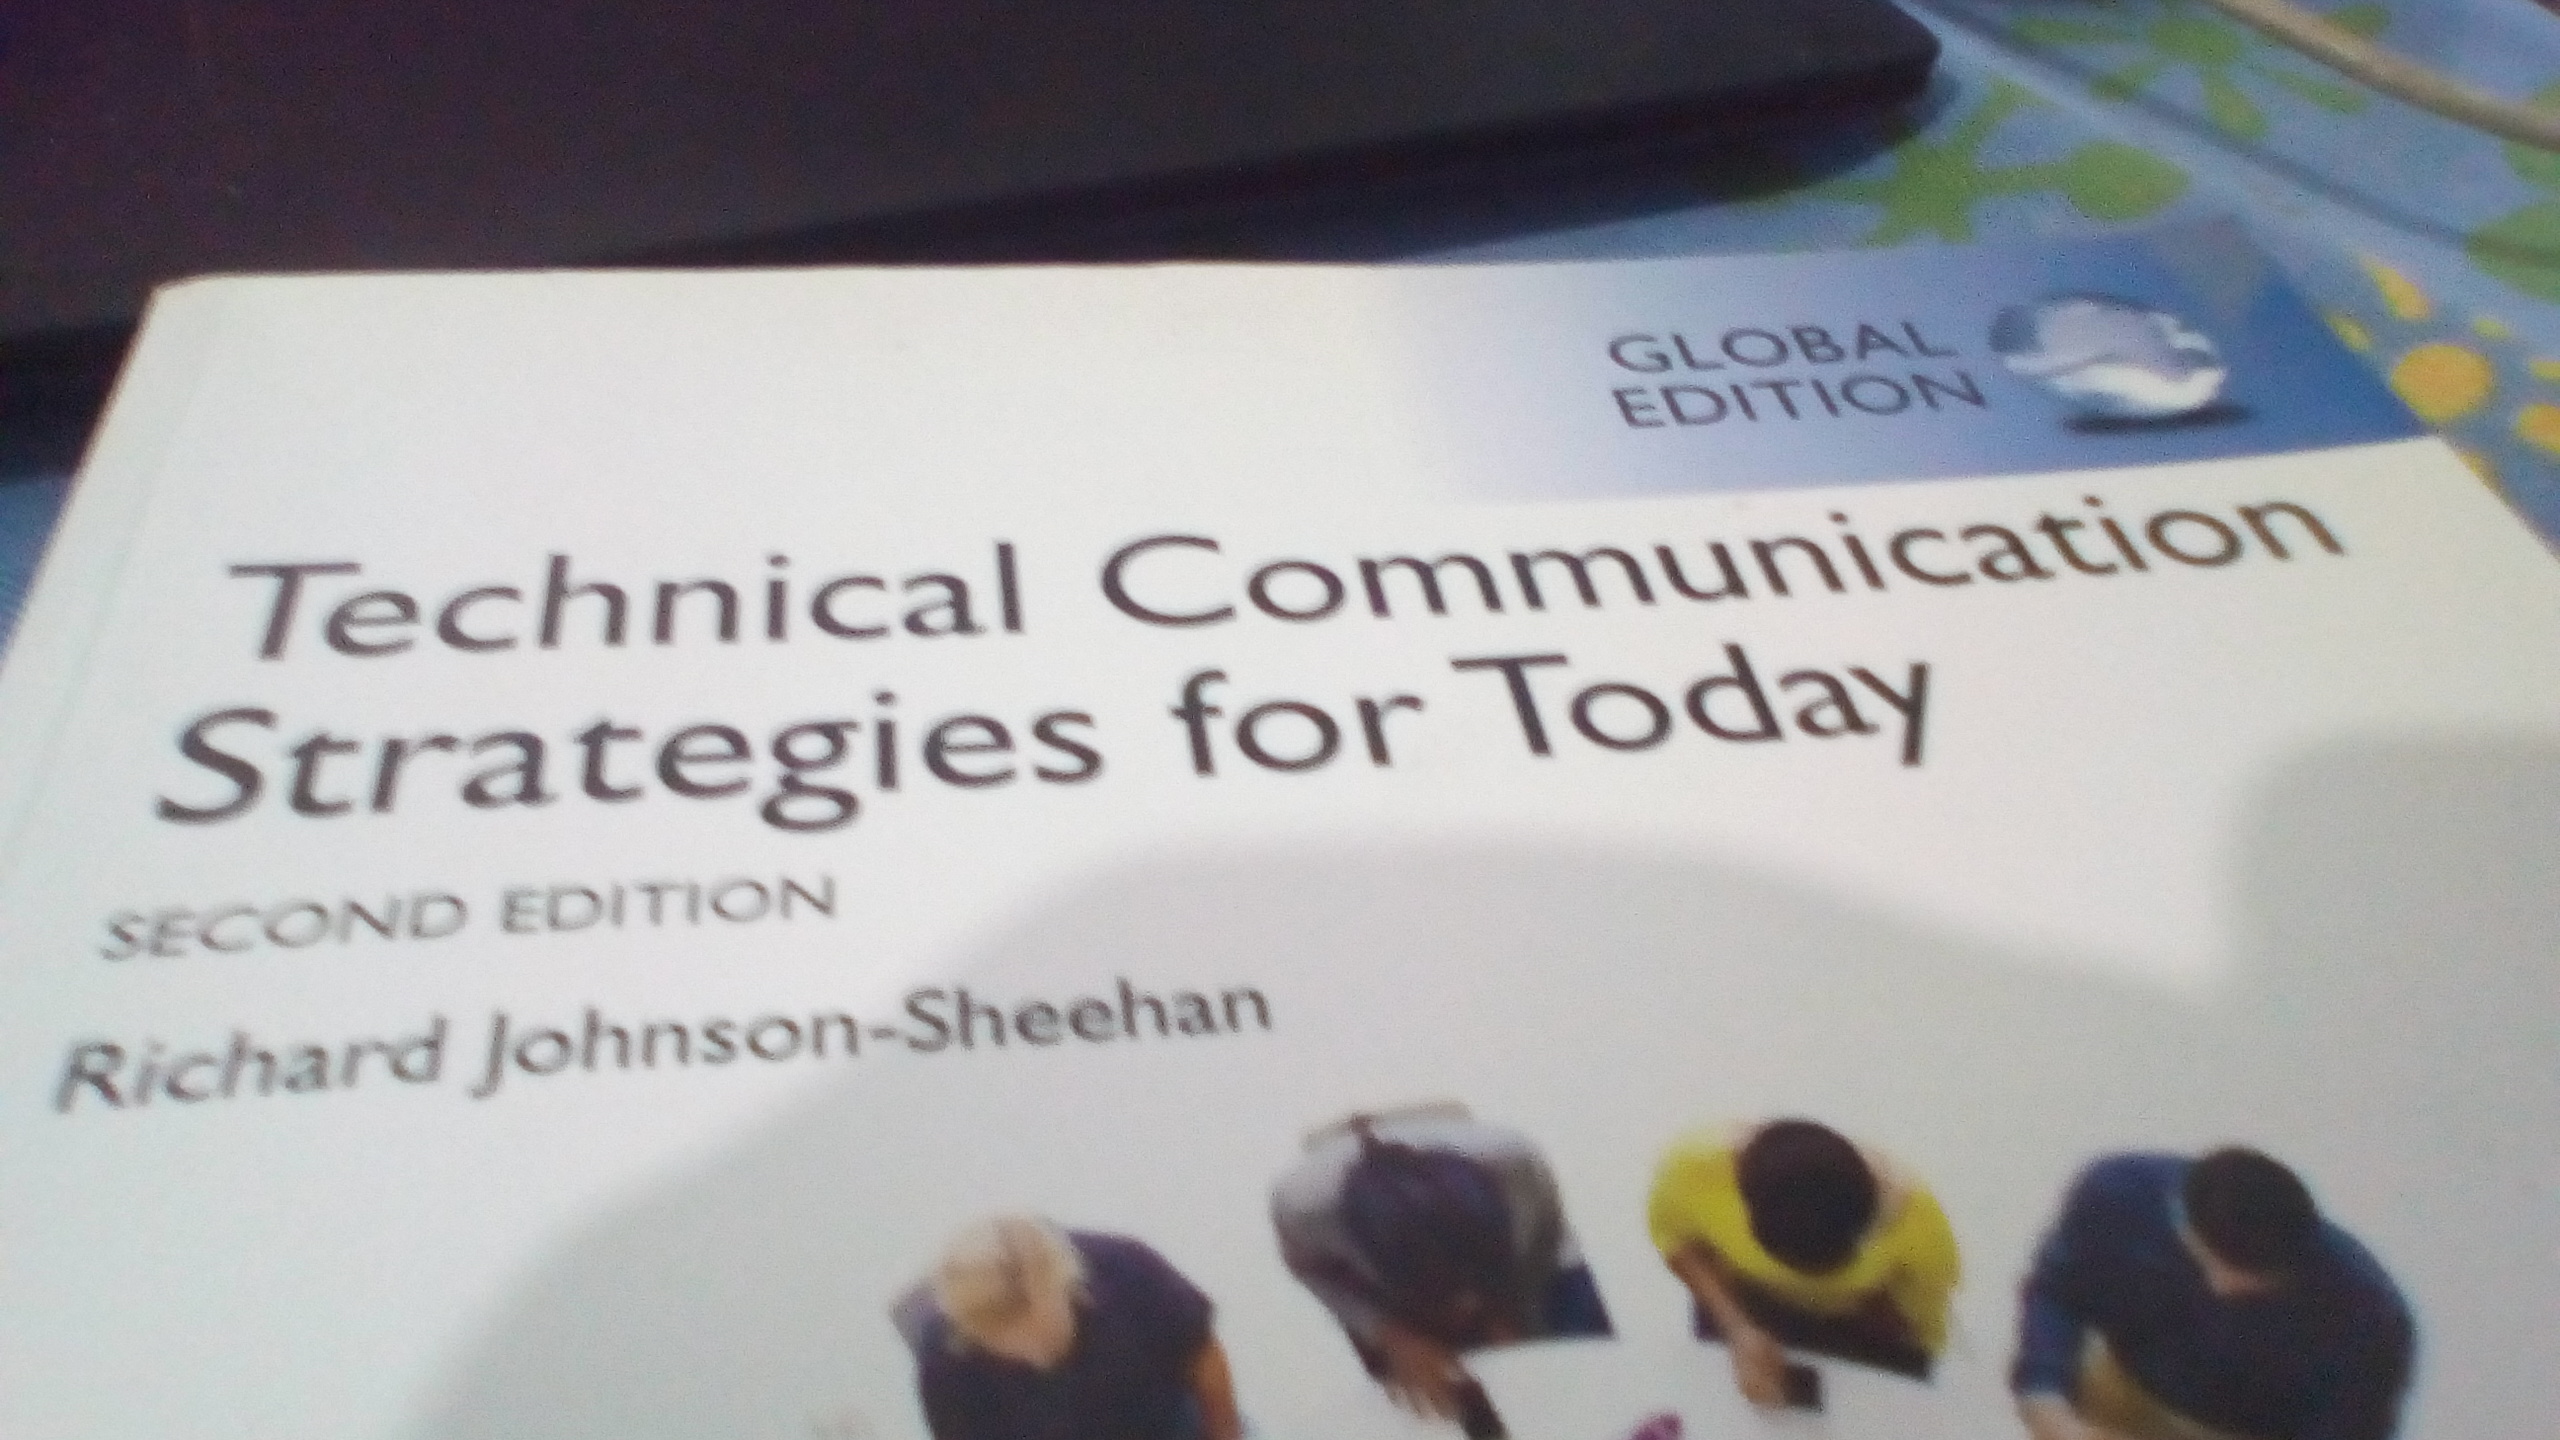 GLOBAL
EDITION
Technical Communication
Strategies for Today
SECOND EDITION
Richard Johnson-Sheehan